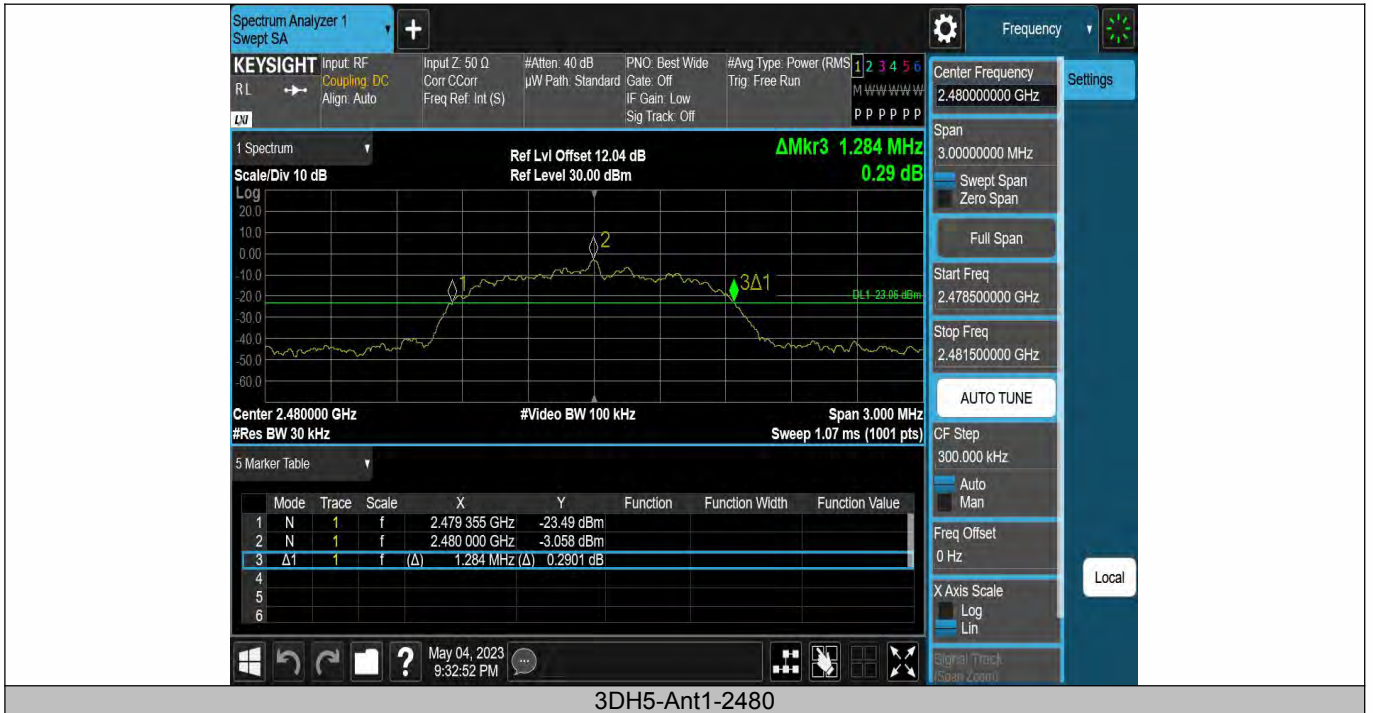 Spectrum Analyzer 1
Swept SA
+
Frequency
KEYSIGHT
RL
LXI
Input: RF
Coupling: DC
Align: Auto
Input Z: 50 Ω
Corr CCorr
Freq Ref: Int (S)
#Atten: 40 dB
µW Path: Standard
PNO: Best Wide
Gate: Off
IF Gain: Low
Sig Track: Off
#Avg Type: Power (RMS
Trig: Free Run
1 2 3 4 5 6
M W W W W W
P P P P P P
Center Frequency
2.480000000 GHz
Settings
Span
3.00000000 MHz
Swept Span
Zero Span
Full Span
Start Freq
2.478500000 GHz
Stop Freq
2.481500000 GHz
AUTO TUNE
CF Step
300.000 kHz
Auto
Man
Freq Offset
0 Hz
X Axis Scale
Log
Lin
Signal Track
(Span Zoom)
Local
1 Spectrum
Scale/Div 10 dB
Ref Lvl Offset 12.04 dB
Ref Level 30.00 dBm
ΔMkr3 1.284 MHz
0.29 dB
Log
20.0
10.0
0.00
-10.0
-20.0
-30.0
-40.0
-50.0
-60.0
1
2
3Δ1
DL1 -23.06 dBm
Center 2.480000 GHz
#Video BW 100 kHz
Span 3.000 MHz
#Res BW 30 kHz
Sweep 1.07 ms (1001 pts)
5 Marker Table
Mode Trace Scale X Y Function Function Width Function Value
1 N 1 f 2.479 355 GHz -23.49 dBm
2 N 1 f 2.480 000 GHz -3.058 dBm
3 Δ1 1 f (Δ) 1.284 MHz (Δ) 0.2901 dB
4
5
6
?
May 04, 2023
9:32:52 PM
3DH5-Ant1-2480